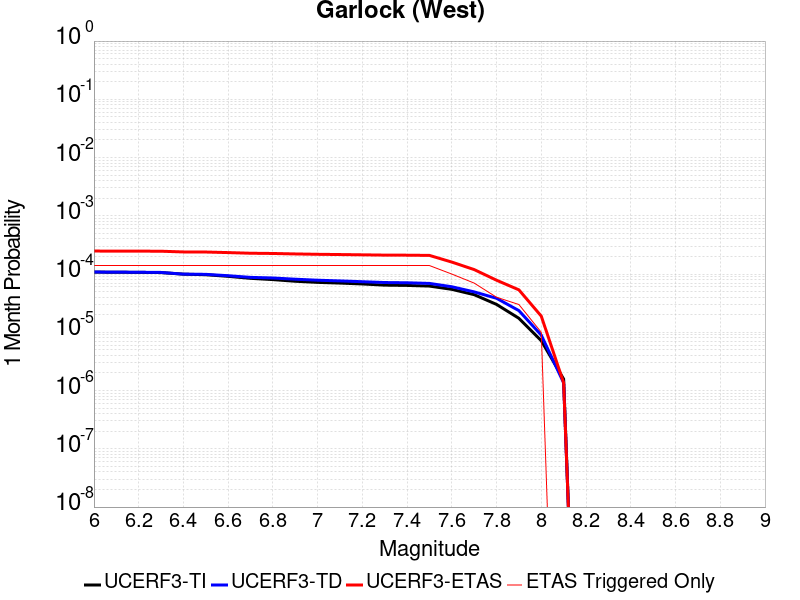 Garlock (West)
10^0
10^-1
10^-2
10^-3
10^-4
10^-5
10^-6
10^-7
10^-8
1 Month Probability
6 6.2 6.4 6.6 6.8 7 7.2 7.4 7.6 7.8 8 8.2 8.4 8.6 8.8 9
Magnitude
UCERF3-TI UCERF3-TD UCERF3-ETAS ETAS Triggered Only